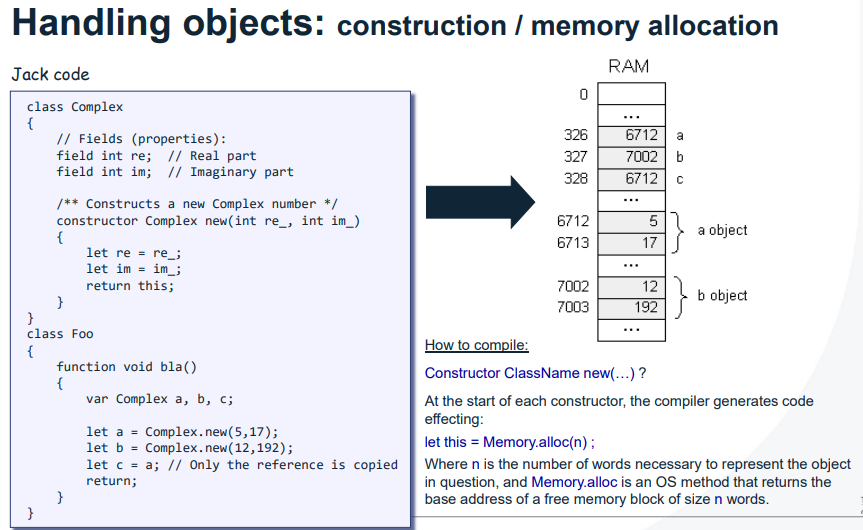 Handling objects: construction / memory allocation
Jack code
class Complex
{
// Fields (properties):
field int re;  // Real part
field int im;  // Imaginary part
/** Constructs a new Complex number */
constructor Complex new(int re_, int im_)
{
let re = re_;
let im = im_;
return this;
}
}
class Foo
{
function void bla()
{
var Complex a, b, c;
let a = Complex.new(5,17);
let b = Complex.new(12,192);
let c = a; // Only the reference is copied
return;
}
}
RAM
0
...
326 6712 a
327 7002 b
328 6712 c
...
6712 5
6713 17
a object
...
7002 12
7003 192
b object
...
How to compile:
Constructor ClassName new(…) ?
At the start of each constructor, the compiler generates code
effecting:
let this = Memory.alloc(n) ;
Where n is the number of words necessary to represent the object
in question, and Memory.alloc is an OS method that returns the
base address of a free memory block of size n words.